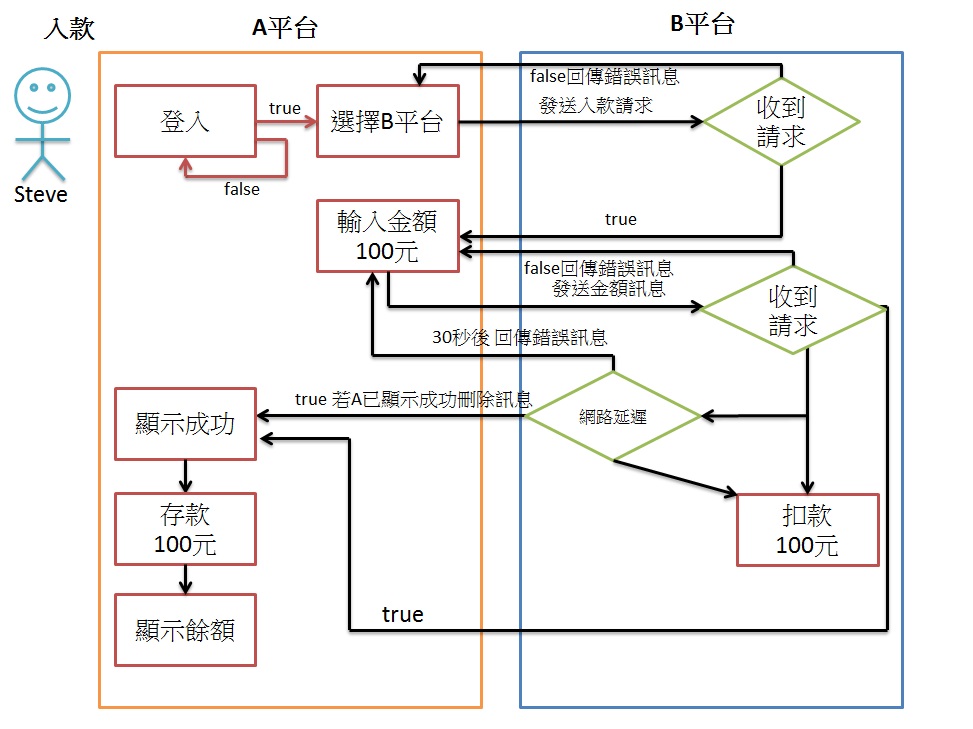 入款
A平台
B平台
Steve
登入
true
false
選擇B平台
false回傳錯誤訊息
發送入款請求
收到
請求
輸入金額
100元
true
false回傳錯誤訊息
發送金額訊息
收到
請求
30秒後 回傳錯誤訊息
true 若A已顯示成功刪除訊息
網路延遲
顯示成功
存款
100元
扣款
100元
顯示餘額
true